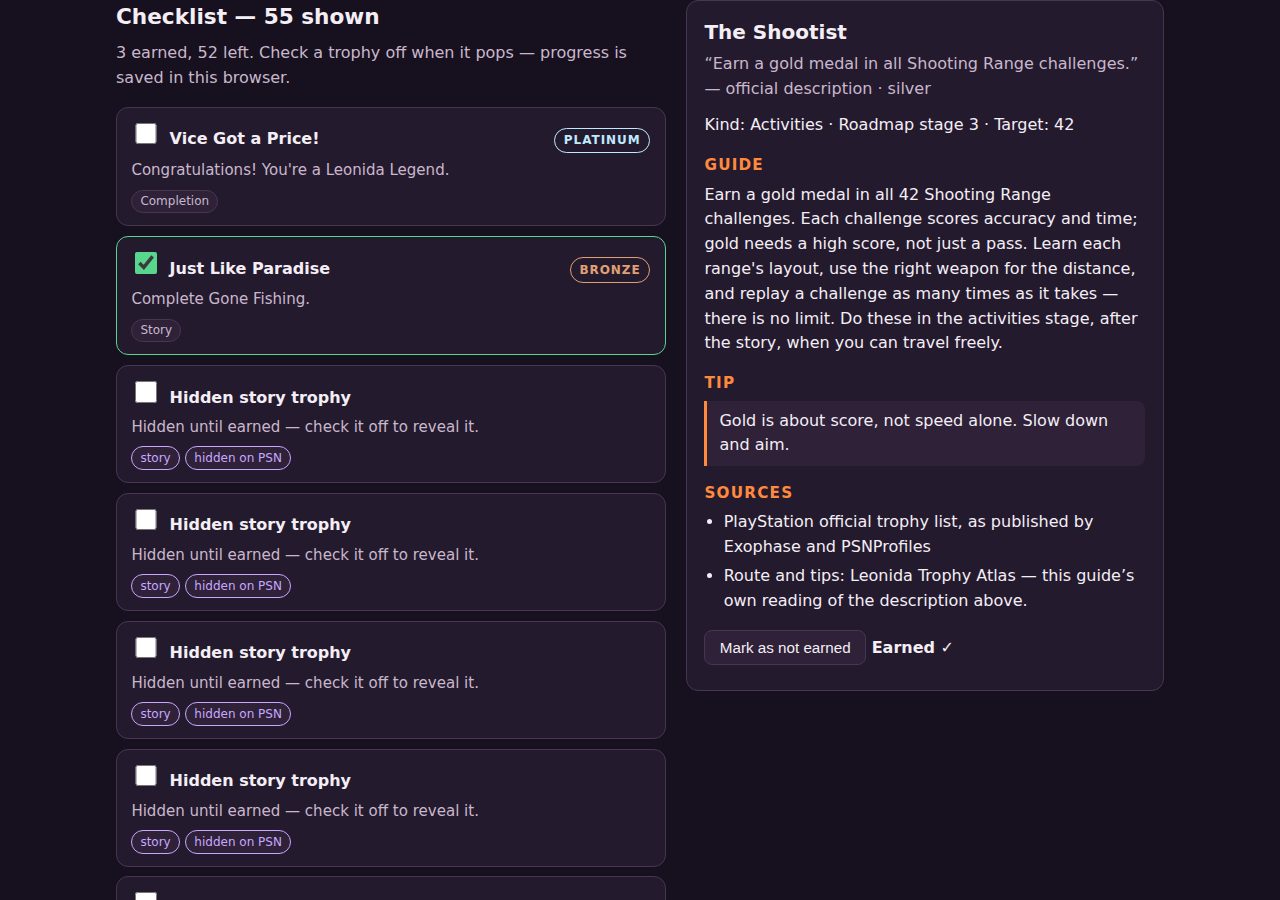 Checklist — 55 shown
3 earned, 52 left. Check a trophy off when it pops — progress is
saved in this browser.
Vice Got a Price!
PLATINUM
Congratulations! You're a Leonida Legend.
Completion
Just Like Paradise
BRONZE
Complete Gone Fishing.
Story
Hidden story trophy
Hidden until earned — check it off to reveal it.
story
hidden on PSN
Hidden story trophy
Hidden until earned — check it off to reveal it.
story
hidden on PSN
Hidden story trophy
Hidden until earned — check it off to reveal it.
story
hidden on PSN
Hidden story trophy
Hidden until earned — check it off to reveal it.
story
hidden on PSN
The Shootist
“Earn a gold medal in all Shooting Range challenges.”
— official description · silver
Kind: Activities · Roadmap stage 3 · Target: 42
GUIDE
Earn a gold medal in all 42 Shooting Range
challenges. Each challenge scores accuracy and time;
gold needs a high score, not just a pass. Learn each
range's layout, use the right weapon for the distance,
and replay a challenge as many times as it takes —
there is no limit. Do these in the activities stage, after
the story, when you can travel freely.
TIP
Gold is about score, not speed alone. Slow down
and aim.
SOURCES
• PlayStation official trophy list, as published by
Exophase and PSNProfiles
• Route and tips: Leonida Trophy Atlas — this guide’s
own reading of the description above.
Mark as not earned
Earned ✓